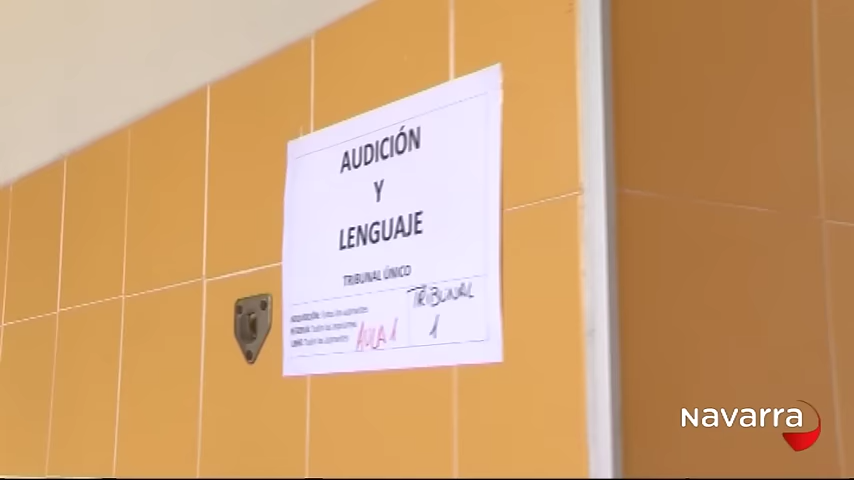 AUDICIÓN
Y
LENGUAJE
TRIBUNAL ÚNICO
TRIBUNAL
1
AULA 1
Navarra